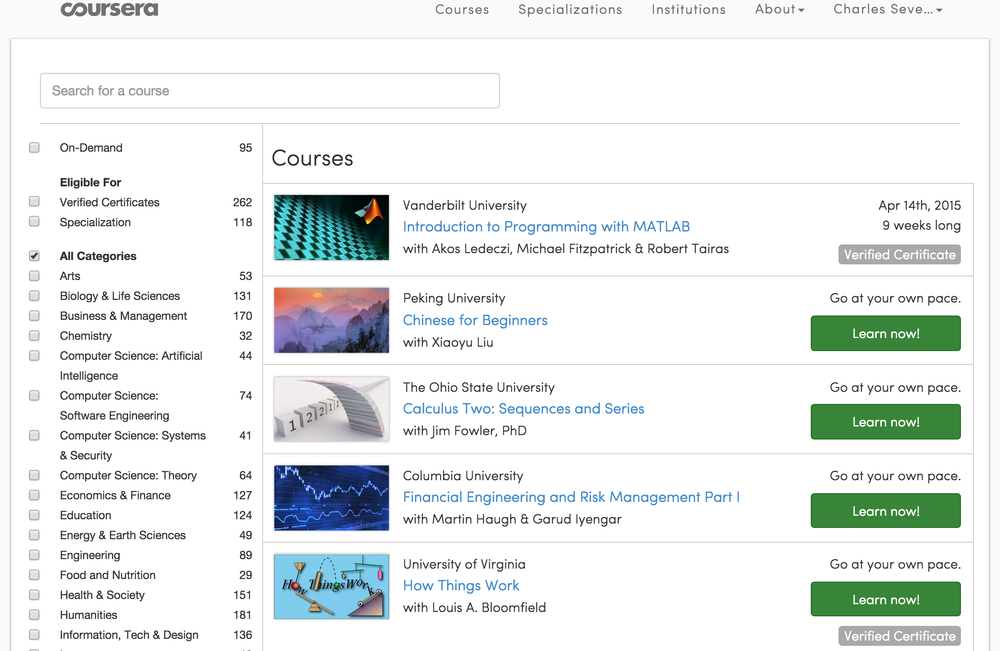 coursera
Courses Specializations Institutions About Charles Seve...
Search for a course
On-Demand 95
Eligible For
Verified Certificates 262
Specialization 118
All Categories
Arts 53
Biology & Life Sciences 131
Business & Management 170
Chemistry 32
Computer Science: Artificial 44
Intelligence
Computer Science: 74
Software Engineering
Computer Science: Systems 41
& Security
Computer Science: Theory 64
Economics & Finance 127
Education 124
Energy & Earth Sciences 49
Engineering 89
Food and Nutrition 29
Health & Society 151
Humanities 181
Information, Tech & Design 136
Courses
Vanderbilt University
Introduction to Programming with MATLAB
with Akos Ledeczi, Michael Fitzpatrick & Robert Tairas
Apr 14th, 2015
9 weeks long
Verified Certificate
Peking University
Chinese for Beginners
with Xiaoyu Liu
Go at your own pace.
Learn now!
1 2 2 1 1 1
The Ohio State University
Calculus Two: Sequences and Series
with Jim Fowler, PhD
Go at your own pace.
Learn now!
Columbia University
Financial Engineering and Risk Management Part I
with Martin Haugh & Garud Iyengar
Go at your own pace.
Learn now!
How Things Work
University of Virginia
How Things Work
with Louis A. Bloomfield
Go at your own pace.
Learn now!
Verified Certificate